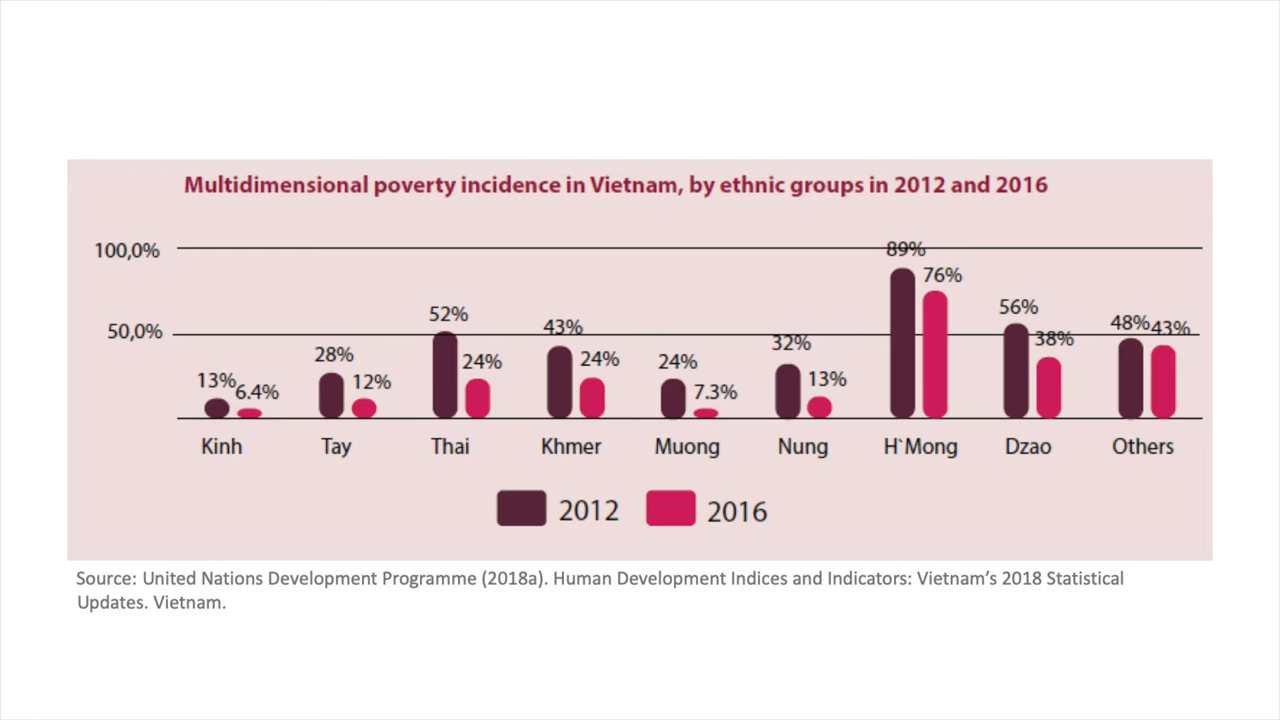 Multidimensional poverty incidence in Vietnam, by ethnic groups in 2012 and 2016
100,0%
50,0%
13% 6.4% 28% 12% 52% 24% 43% 24% 24% 7.3% 32% 13% 89% 76% 56% 38% 48% 43%
Kinh Tay Thai Khmer Muong Nung H`Mong Dzao Others
2012 2016
Source: United Nations Development Programme (2018a). Human Development Indices and Indicators: Vietnam’s 2018 Statistical
Updates. Vietnam.